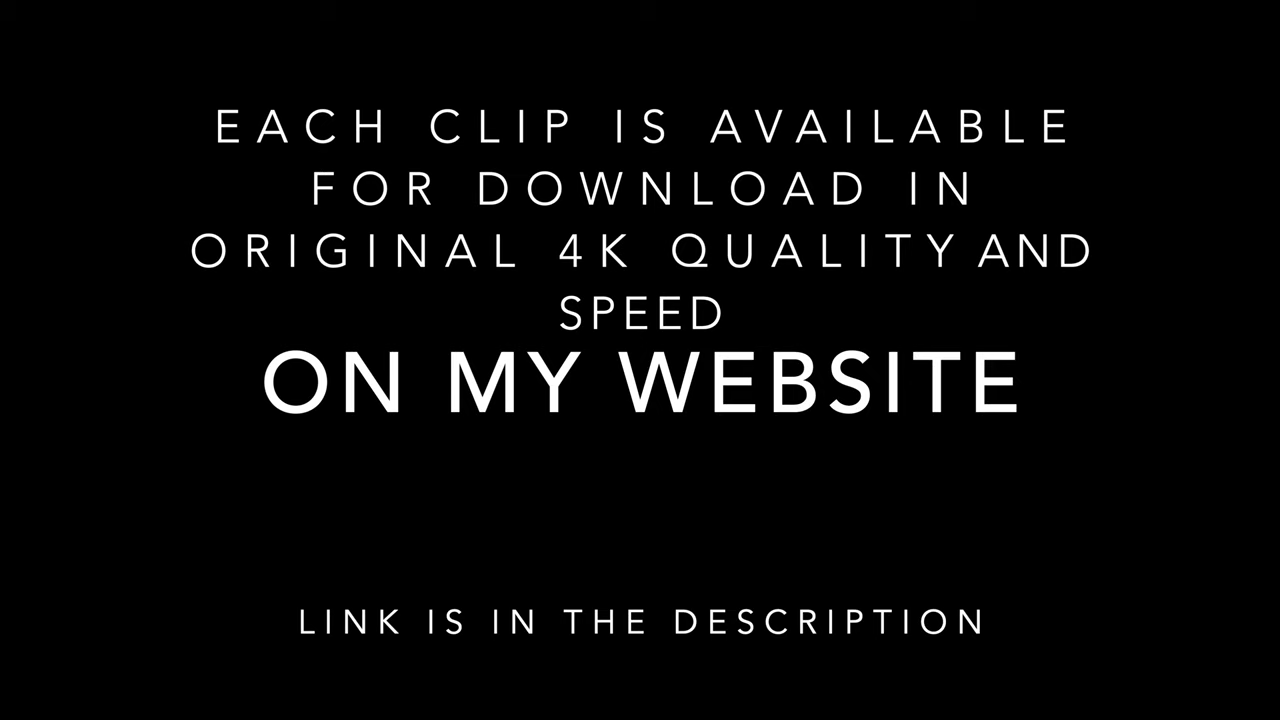 EACH CLIP IS AVAILABLE
FOR DOWNLOAD IN
ORIGINAL 4K QUALITY AND
SPEED
ON MY WEBSITE
LINK IS IN THE DESCRIPTION